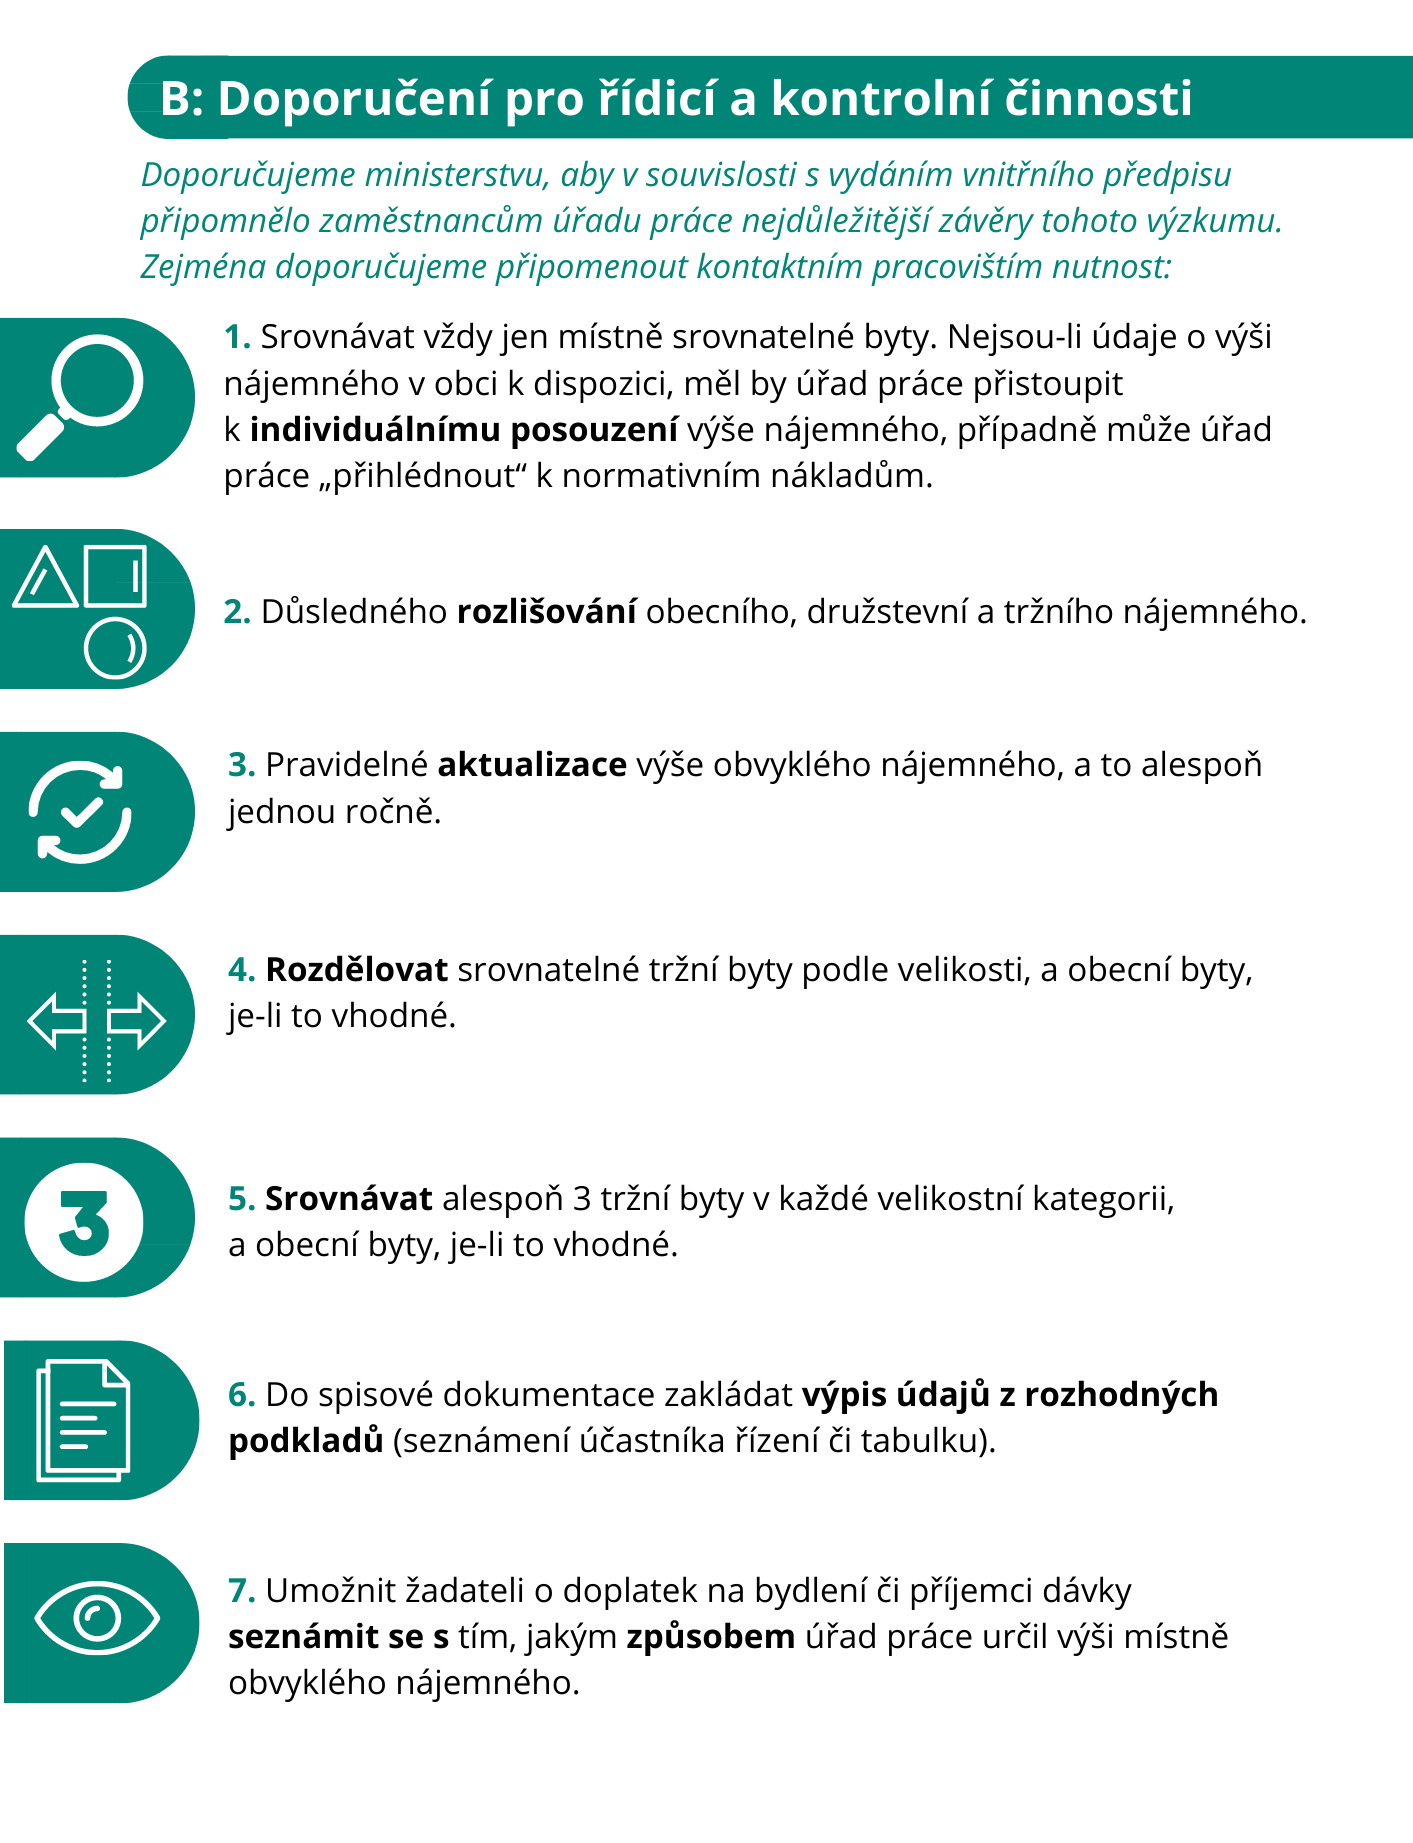 B: Doporučení pro řídicí a kontrolní činnosti
Doporučujeme ministerstvu, aby v souvislosti s vydáním vnitřního předpisu
připomnělo zaměstnancům úřadu práce nejdůležitější závěry tohoto výzkumu.
Zejména doporučujeme připomenout kontaktním pracovištím nutnost:
1. Srovnávat vždy jen místně srovnatelné byty. Nejsou-li údaje o výši
nájemného v obci k dispozici, měl by úřad práce přistoupit
k individuálnímu posouzení výše nájemného, případně může úřad
práce „přihlédnout“ k normativním nákladům.
2. Důsledného rozlišování obecního, družstevní a tržního nájemného.
3. Pravidelné aktualizace výše obvyklého nájemného, a to alespoň
jednou ročně.
4. Rozdělovat srovnatelné tržní byty podle velikosti, a obecní byty,
je-li to vhodné.
3
5. Srovnávat alespoň 3 tržní byty v každé velikostní kategorii,
a obecní byty, je-li to vhodné.
6. Do spisové dokumentace zakládat výpis údajů z rozhodných
podkladů (seznámení účastníka řízení či tabulku).
7. Umožnit žadateli o doplatek na bydlení či příjemci dávky
seznámit se s tím, jakým způsobem úřad práce určil výši místně
obvyklého nájemného.